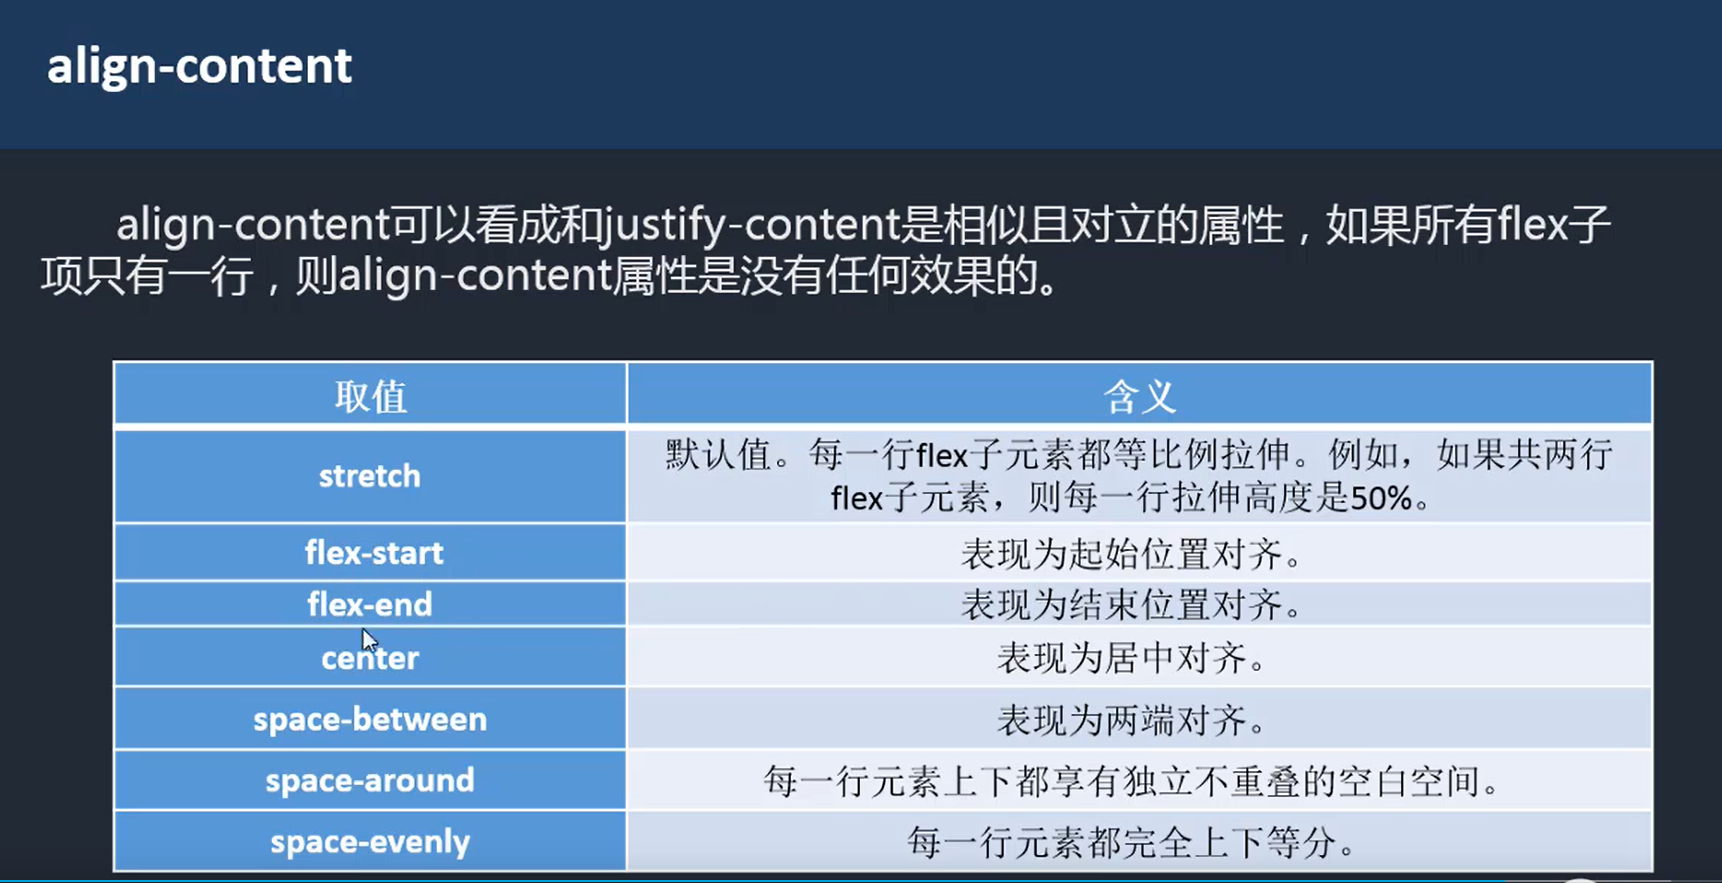 align-content
align-content可以看成和justify-content是相似且对立的属性，如果所有flex子
项只有一行，则align-content属性是没有任何效果的。
取值 含义
stretch 默认值。每一行flex子元素都等比例拉伸。例如，如果共两行
flex子元素，则每一行拉伸高度是50%。
flex-start 表现为起始位置对齐。
flex-end 表现为结束位置对齐。
center 表现为居中对齐。
space-between 表现为两端对齐。
space-around 每一行元素上下都享有独立不重叠的空白空间。
space-evenly 每一行元素都完全上下等分。